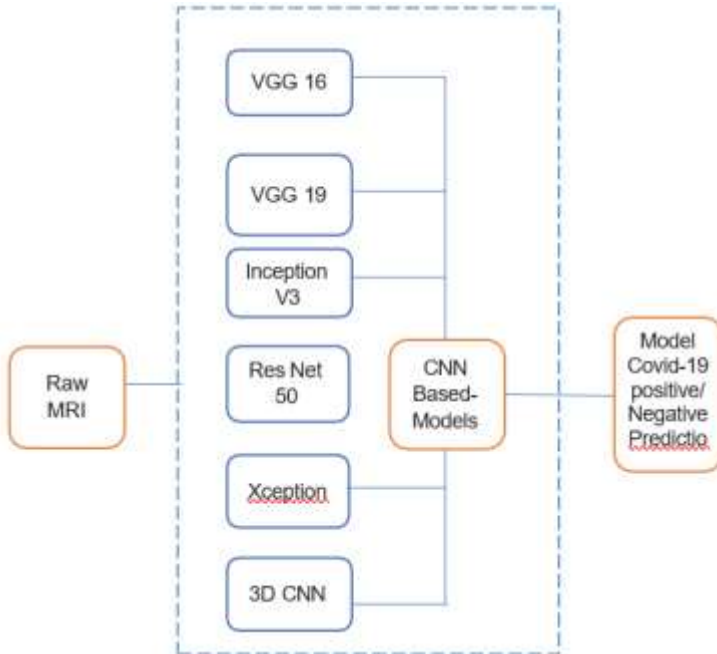 VGG 16
VGG 19
Inception
V3
Raw
MRI
Res Net
50
CNN
Based-
Models
Model
Covid-19
positive/
Negative
Predictio
Xception
3D CNN